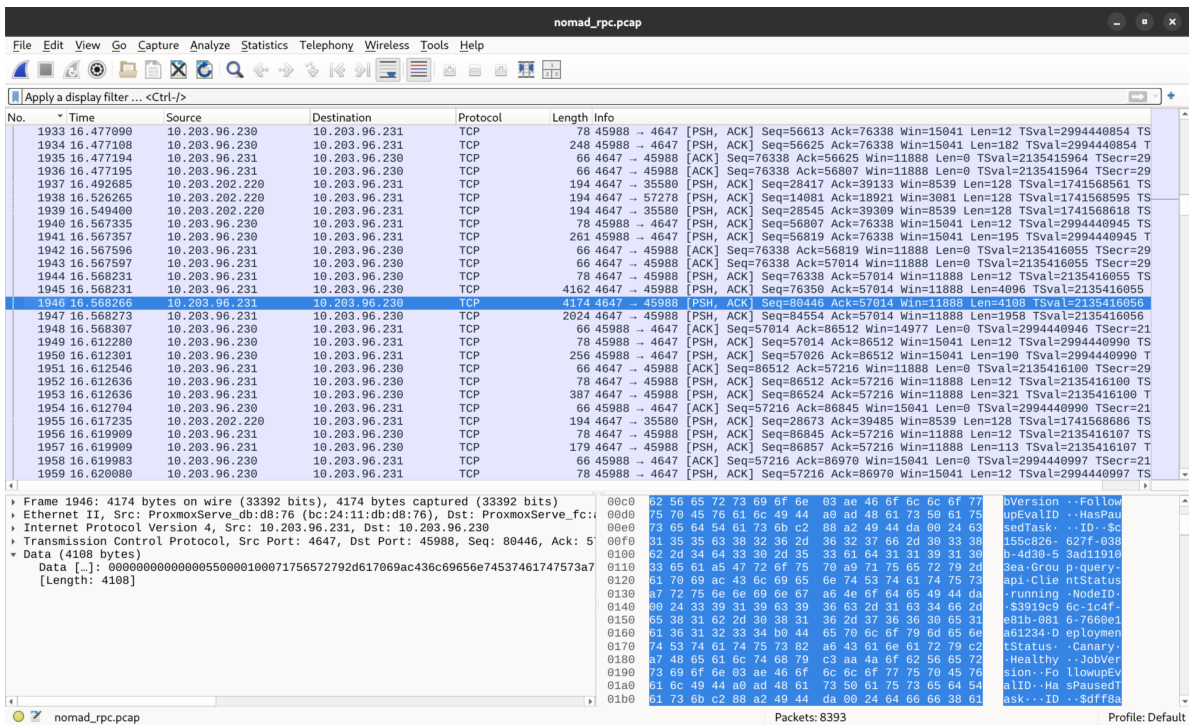 nomad_rpc.pcap
File Edit View Go Capture Analyze Statistics Telephony Wireless Tools Help
Apply a display filter … <Ctrl-/>
No. Time Source Destination Protocol Length Info
1933 16.477090 10.203.96.230 10.203.96.231 TCP 78 45988 → 4647 [PSH, ACK] Seq=56613 Ack=76338 Win=15041 Len=12 TSval=2994440854 TS
1934 16.477108 10.203.96.230 10.203.96.231 TCP 248 45988 → 4647 [PSH, ACK] Seq=56625 Ack=76338 Win=15041 Len=182 TSval=2994440854 T
1935 16.477194 10.203.96.231 10.203.96.230 TCP 66 4647 → 45988 [ACK] Seq=76338 Ack=56625 Win=11888 Len=0 TSval=2135415964 TSecr=29
1936 16.477195 10.203.96.231 10.203.96.230 TCP 66 4647 → 45988 [ACK] Seq=76338 Ack=56807 Win=11888 Len=0 TSval=2135415964 TSecr=29
1937 16.492685 10.203.202.220 10.203.96.231 TCP 194 4647 → 35580 [PSH, ACK] Seq=28417 Ack=39133 Win=8539 Len=128 TSval=1741568561 TS
1938 16.526265 10.203.202.220 10.203.96.231 TCP 194 4647 → 57278 [PSH, ACK] Seq=14081 Ack=18921 Win=3081 Len=128 TSval=1741568595 TS
1939 16.549400 10.203.202.220 10.203.96.231 TCP 194 4647 → 35580 [PSH, ACK] Seq=28545 Ack=39309 Win=8539 Len=128 TSval=1741568618 TS
1940 16.567335 10.203.96.230 10.203.96.231 TCP 78 45988 → 4647 [PSH, ACK] Seq=56807 Ack=76338 Win=15041 Len=12 TSval=2994440945 TS
1941 16.567357 10.203.96.230 10.203.96.231 TCP 261 45988 → 4647 [PSH, ACK] Seq=56819 Ack=76338 Win=15041 Len=195 TSval=2994440945 T
1942 16.567596 10.203.96.231 10.203.96.230 TCP 66 4647 → 45988 [ACK] Seq=76338 Ack=56819 Win=11888 Len=0 TSval=2135416055 TSecr=29
1943 16.567597 10.203.96.231 10.203.96.230 TCP 66 4647 → 45988 [ACK] Seq=76338 Ack=57014 Win=11888 Len=0 TSval=2135416055 TSecr=29
1944 16.568231 10.203.96.231 10.203.96.230 TCP 78 4647 → 45988 [PSH, ACK] Seq=76338 Ack=57014 Win=11888 Len=12 TSval=2135416055 TS
1945 16.568231 10.203.96.231 10.203.96.230 TCP 4162 4647 → 45988 [PSH, ACK] Seq=76350 Ack=57014 Win=11888 Len=4096 TSval=2135416055
1946 16.568266 10.203.96.231 10.203.96.230 TCP 4174 4647 → 45988 [PSH, ACK] Seq=80446 Ack=57014 Win=11888 Len=4108 TSval=2135416056
1947 16.568273 10.203.96.231 10.203.96.230 TCP 2024 4647 → 45988 [PSH, ACK] Seq=84554 Ack=57014 Win=11888 Len=1958 TSval=2135416056
1948 16.568307 10.203.96.230 10.203.96.231 TCP 66 45988 → 4647 [ACK] Seq=57014 Ack=86512 Win=14977 Len=0 TSval=2994440946 TSecr=21
1949 16.612280 10.203.96.230 10.203.96.231 TCP 78 45988 → 4647 [PSH, ACK] Seq=57014 Ack=86512 Win=15041 Len=12 TSval=2994440990 TS
1950 16.612301 10.203.96.230 10.203.96.231 TCP 256 45988 → 4647 [PSH, ACK] Seq=57026 Ack=86512 Win=15041 Len=190 TSval=2994440990 T
1951 16.612546 10.203.96.231 10.203.96.230 TCP 66 4647 → 45988 [ACK] Seq=86512 Ack=57216 Win=11888 Len=0 TSval=2135416100 TSecr=29
1952 16.612636 10.203.96.231 10.203.96.230 TCP 78 4647 → 45988 [PSH, ACK] Seq=86512 Ack=57216 Win=11888 Len=12 TSval=2135416100 TS
1953 16.612636 10.203.96.231 10.203.96.230 TCP 387 4647 → 45988 [PSH, ACK] Seq=86524 Ack=57216 Win=11888 Len=321 TSval=2135416100 T
1954 16.612704 10.203.96.230 10.203.96.231 TCP 66 45988 → 4647 [ACK] Seq=57216 Ack=86845 Win=15041 Len=0 TSval=2994440990 TSecr=21
1955 16.617235 10.203.202.220 10.203.96.231 TCP 194 4647 → 35580 [PSH, ACK] Seq=28673 Ack=39485 Win=8539 Len=128 TSval=1741568686 TS
1956 16.619909 10.203.96.231 10.203.96.230 TCP 78 4647 → 45988 [PSH, ACK] Seq=86845 Ack=57216 Win=11888 Len=12 TSval=2135416107 TS
1957 16.619909 10.203.96.231 10.203.96.230 TCP 179 4647 → 45988 [PSH, ACK] Seq=86857 Ack=57216 Win=11888 Len=113 TSval=2135416107 T
1958 16.619983 10.203.96.230 10.203.96.231 TCP 66 45988 → 4647 [ACK] Seq=57216 Ack=86970 Win=15041 Len=0 TSval=2994440997 TSecr=21
1959 16.620080 10.203.96.230 10.203.96.231 TCP 78 45988 → 4647 [PSH, ACK] Seq=57216 Ack=86970 Win=15041 Len=12 TSval=2994440997 TS
Frame 1946: 4174 bytes on wire (33392 bits), 4174 bytes captured (33392 bits)
Ethernet II, Src: ProxmoxServe_db:d8:76 (bc:24:11:db:d8:76), Dst: ProxmoxServe_fc:
Internet Protocol Version 4, Src: 10.203.96.231, Dst: 10.203.96.230
Transmission Control Protocol, Src Port: 4647, Dst Port: 45988, Seq: 80446, Ack: 5
Data (4108 bytes)
Data […]: 0000000000000055000010007175657279 2d617069ac436c69656e74537461747573a7
[Length: 4108]
00c0 62 56 65 72 73 69 6f 6e 03 ae 46 6f 6c 6c 6f 77 bVersion ··Follow
00d0 75 70 45 76 61 6c 49 44 a0 ad 48 61 73 50 61 75 upEvalID ··HasPau
00e0 73 65 64 54 61 73 6b c2 88 a2 49 44 da 00 24 63 sedTask· ··ID··$c
00f0 31 35 35 63 38 32 36 2d 36 32 37 66 2d 30 33 38 155c826- 627f-038
0100 62 2d 34 64 33 30 2d 35 33 61 64 31 31 39 31 30 b-4d30-5 3ad11910
0110 33 65 61 a5 47 72 6f 75 70 a9 71 75 65 72 79 2d 3ea·Grou p·query-
0120 61 70 69 ac 43 6c 69 65 6e 74 53 74 61 74 75 73 api·Clie ntStatus
0130 a7 72 75 6e 6e 69 6e 67 a6 4e 6f 64 65 49 44 da ·running ·NodeID·
0140 00 24 33 39 31 39 63 39 36 63 2d 31 63 34 66 2d ·$3919c9 6c-1c4f-
0150 65 38 31 62 2d 30 38 31 36 2d 37 36 36 30 65 31 e81b-081 6-7660e1
0160 61 36 31 32 33 34 b0 44 65 70 6c 6f 79 6d 65 6e a61234·D eploymen
0170 74 53 74 61 74 75 73 82 a6 43 61 6e 61 72 79 c2 tStatus· ·Canary·
0180 a7 48 65 61 6c 74 68 79 c3 aa 4a 6f 62 56 65 72 ·Healthy ··JobVer
0190 73 69 6f 6e 03 ae 46 6f 6c 6c 6f 77 75 70 45 76 sion··Fo llowupEv
01a0 61 6c 49 44 a0 ad 48 61 73 50 61 75 73 65 64 54 alID··Ha sPausedT
01b0 61 73 6b c2 88 a2 49 44 da 00 24 64 66 66 38 61 ask···ID ··$dff8a
nomad_rpc.pcap
Packets: 8393
Profile: Default